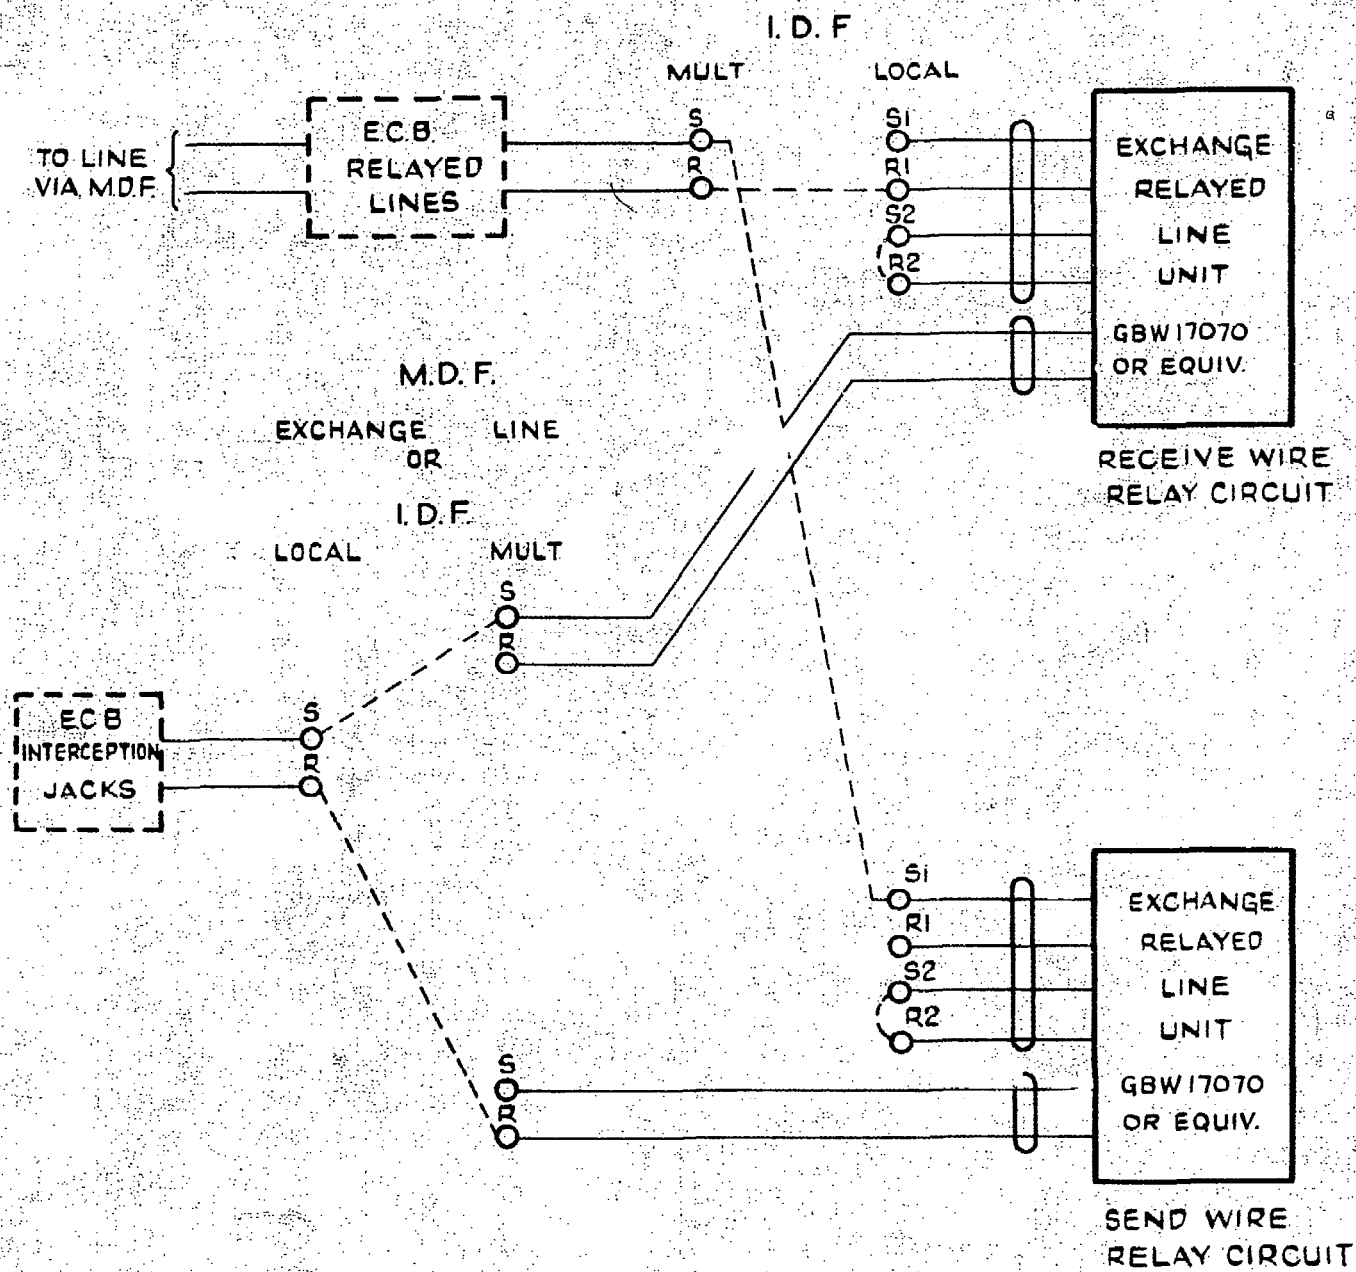 I. D. F
MULT
LOCAL
TO LINE
VIA M.D.F.
E.C.B.
RELAYED
LINES
S
R
S1
R1
S2
R2
EXCHANGE
RELAYED
LINE
UNIT
GBW 17070
OR EQUIV.
RECEIVE WIRE
RELAY CIRCUIT
M.D. F.
EXCHANGE LINE
OR
I.D.F.
LOCAL MULT
S
R
E.C B
INTERCEPTION
JACKS
S
R
S1
R1
S2
R2
EXCHANGE
RELAYED
LINE
UNIT
GBW 17070
OR EQUIV.
S
R
SEND WIRE
RELAY CIRCUIT